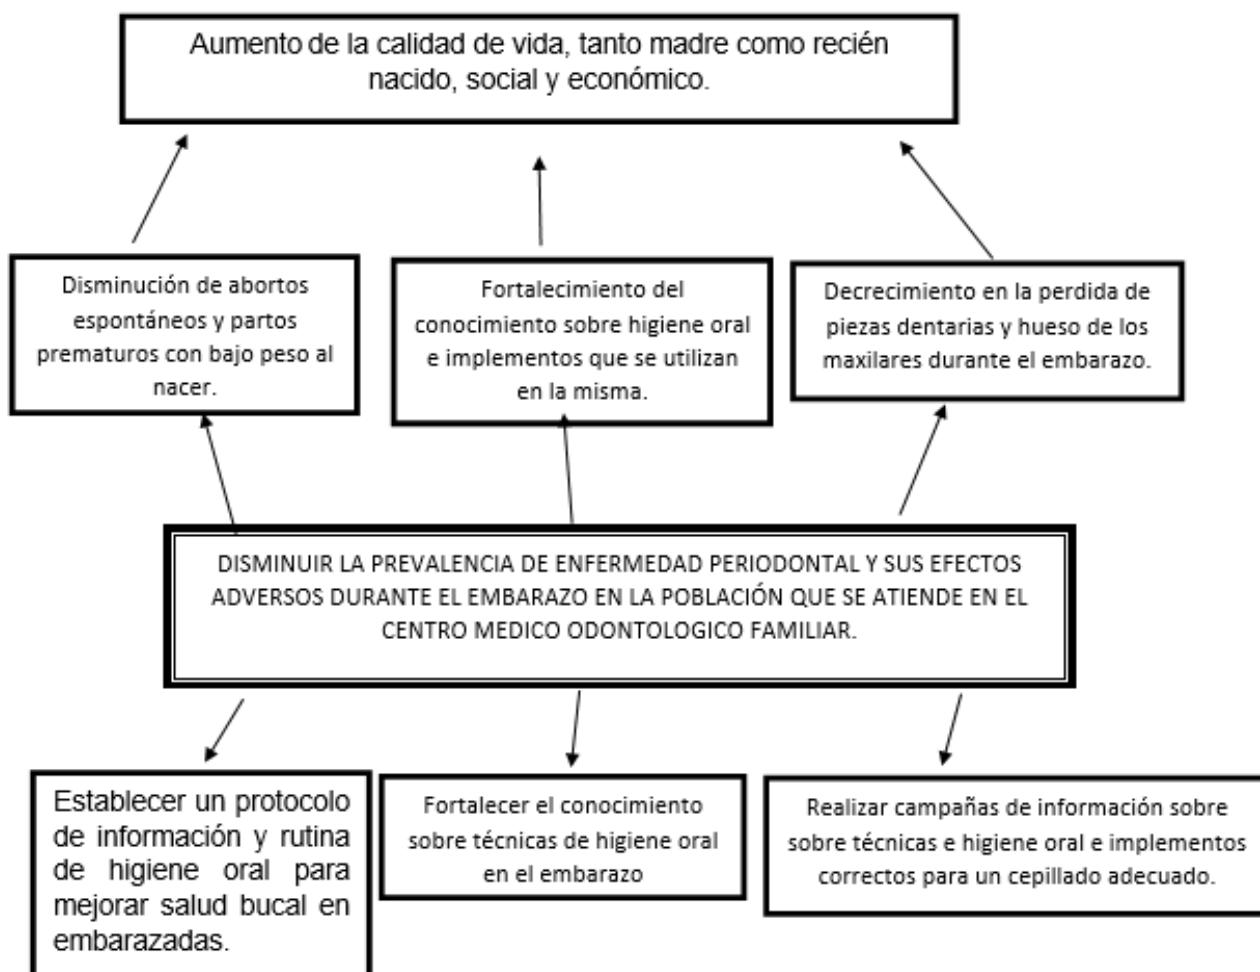 Aumento de la calidad de vida, tanto madre como recién
nacido, social y económico.
Disminución de abortos
espontáneos y partos
prematuros con bajo peso al
nacer.
Fortalecimiento del
conocimiento sobre higiene oral
e implementos que se utilizan
en la misma.
Decrecimiento en la perdida de
piezas dentarias y hueso de los
maxilares durante el embarazo.
DISMINUIR LA PREVALENCIA DE ENFERMEDAD PERIODONTAL Y SUS EFECTOS
ADVERSOS DURANTE EL EMBARAZO EN LA POBLACIÓN QUE SE ATIENDE EN EL
CENTRO MEDICO ODONTOLOGICO FAMILIAR.
Establecer un protocolo
de información y rutina
de higiene oral para
mejorar salud bucal en
embarazadas.
Fortalecer el conocimiento
sobre técnicas de higiene oral
en el embarazo
Realizar campañas de información sobre
sobre técnicas e higiene oral e implementos
correctos para un cepillado adecuado.